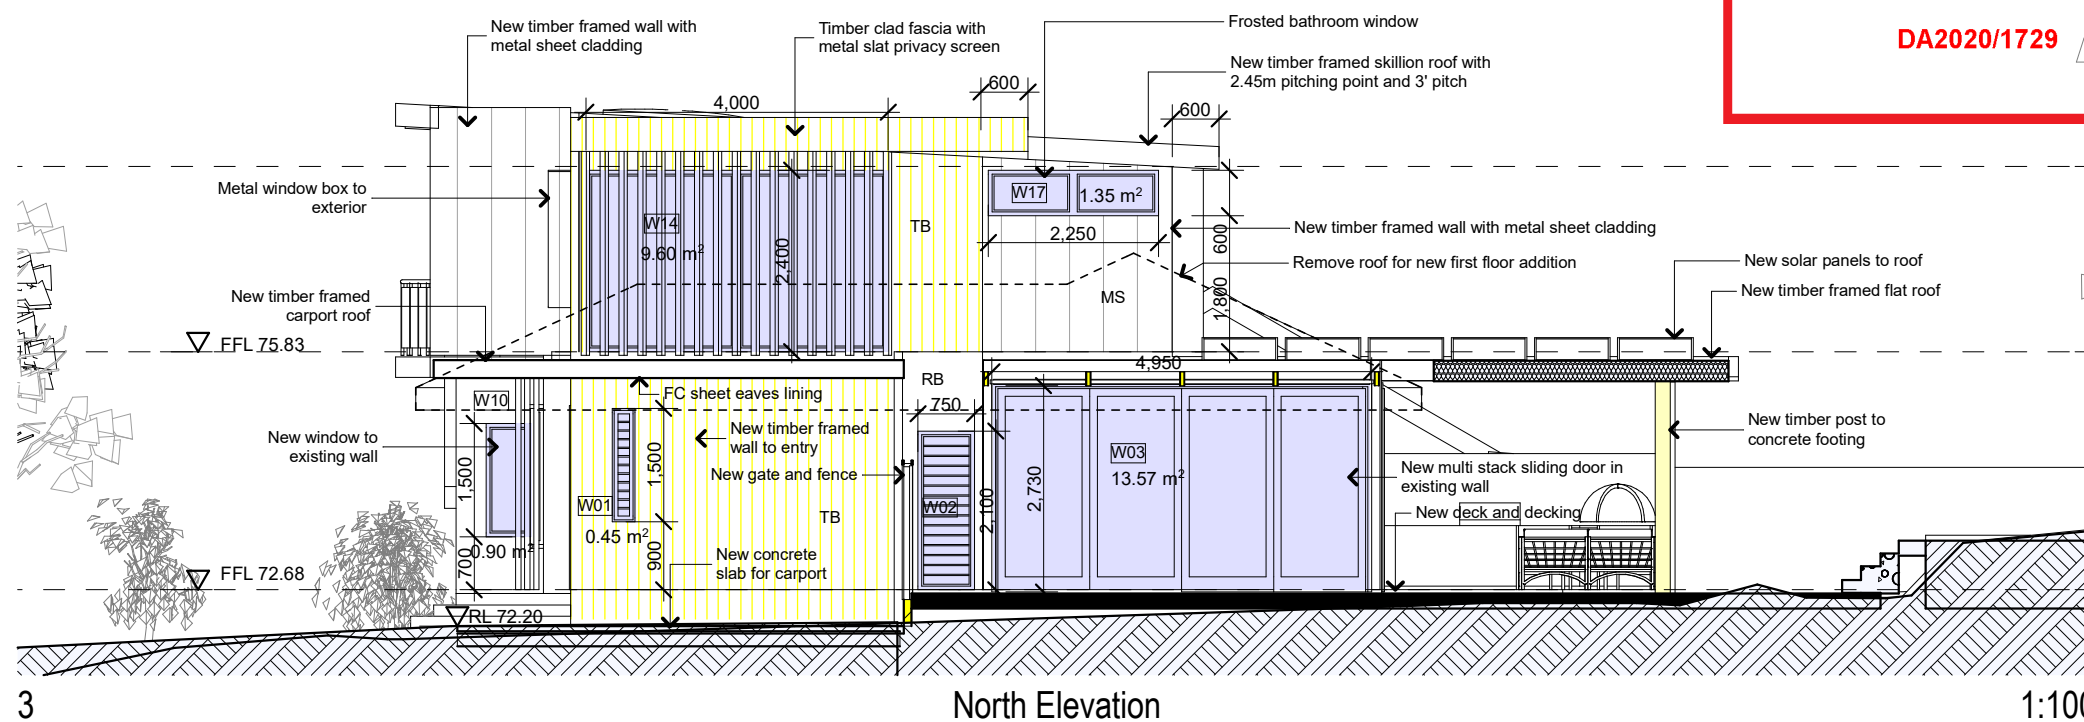 DA2020/1729
New timber framed wall with
metal sheet cladding
Timber clad fascia with
metal slat privacy screen
Frosted bathroom window
New timber framed skillion roof with
2.45m pitching point and 3' pitch
4,000
600
600
Metal window box to
exterior
W14
9.60 m²
2,400
TB
W17
1.35 m²
2,250
600
New timber framed wall with metal sheet cladding
Remove roof for new first floor addition
MS
1,800
New solar panels to roof
New timber framed flat roof
New timber framed
carport roof
FFL 75.83
4,950
RB
750
FC sheet eaves lining
W10
New window to
existing wall
1,500
700
0.90 m²
W01
0.45 m²
1,500
900
New timber framed
wall to entry
New gate and fence
TB
New concrete
slab for carport
W02
2,100
2,730
W03
13.57 m²
New multi stack sliding door in
existing wall
New deck and decking
New timber post to
concrete footing
FFL 72.68
RL 72.20
3
North Elevation
1:100